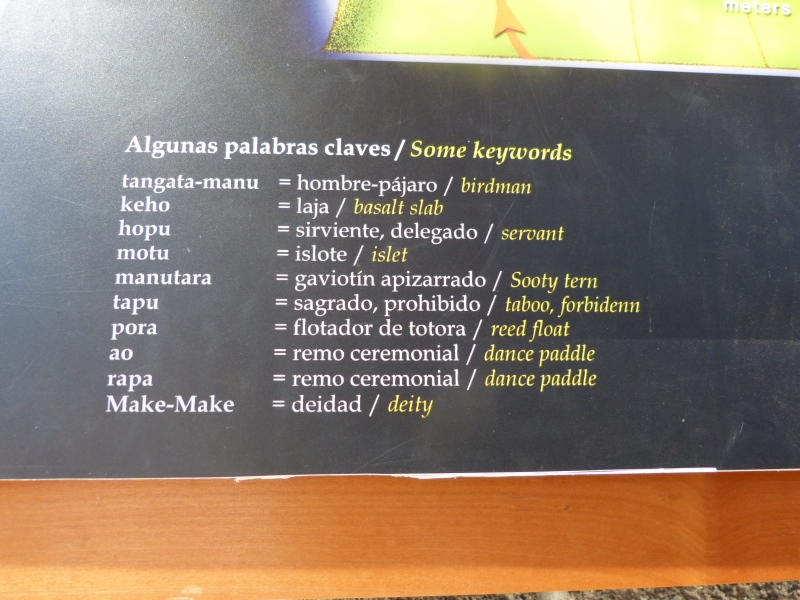 meters
Algunas palabras claves / Some keywords
tangata-manu = hombre-pájaro / birdman
keho = laja / basalt slab
hopu = sirviente, delegado / servant
motu = islote / islet
manutara = gaviotín apizarrado / Sooty tern
tapu = sagrado, prohibido / taboo, forbidenn
pora = flotador de totora / reed float
ao = remo ceremonial / dance paddle
rapa = remo ceremonial / dance paddle
Make-Make = deidad / deity